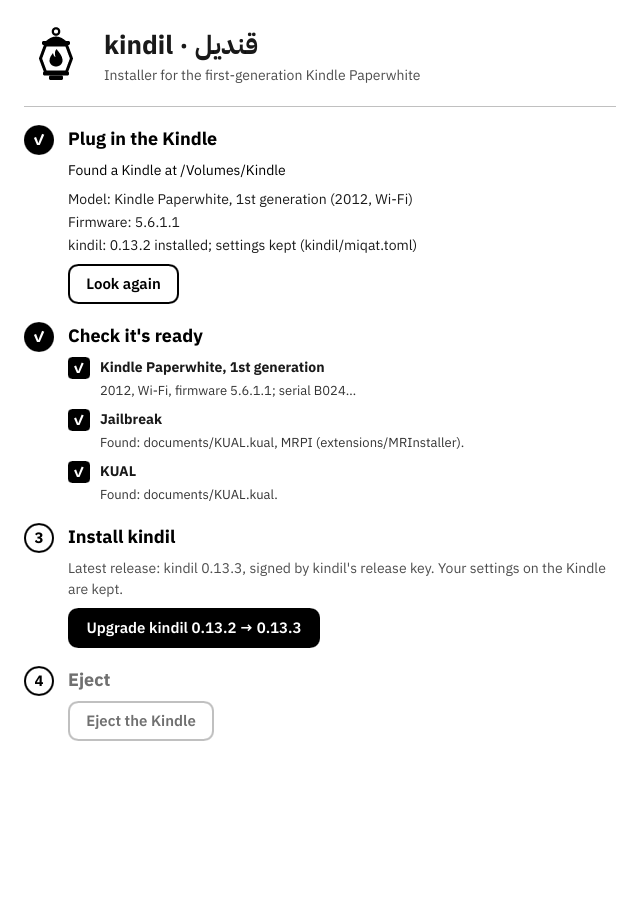 kindil · قنديل
Installer for the first-generation Kindle Paperwhite
Plug in the Kindle
Found a Kindle at /Volumes/Kindle
Model: Kindle Paperwhite, 1st generation (2012, Wi-Fi)
Firmware: 5.6.1.1
kindil: 0.13.2 installed; settings kept (kindil/miqat.toml)
Look again
Check it's ready
Kindle Paperwhite, 1st generation
2012, Wi-Fi, firmware 5.6.1.1; serial B024…
Jailbreak
Found: documents/KUAL.kual, MRPI (extensions/MRInstaller).
KUAL
Found: documents/KUAL.kual.
3 Install kindil
Latest release: kindil 0.13.3, signed by kindil's release key. Your settings on the Kindle
are kept.
Upgrade kindil 0.13.2 → 0.13.3
4 Eject
Eject the Kindle